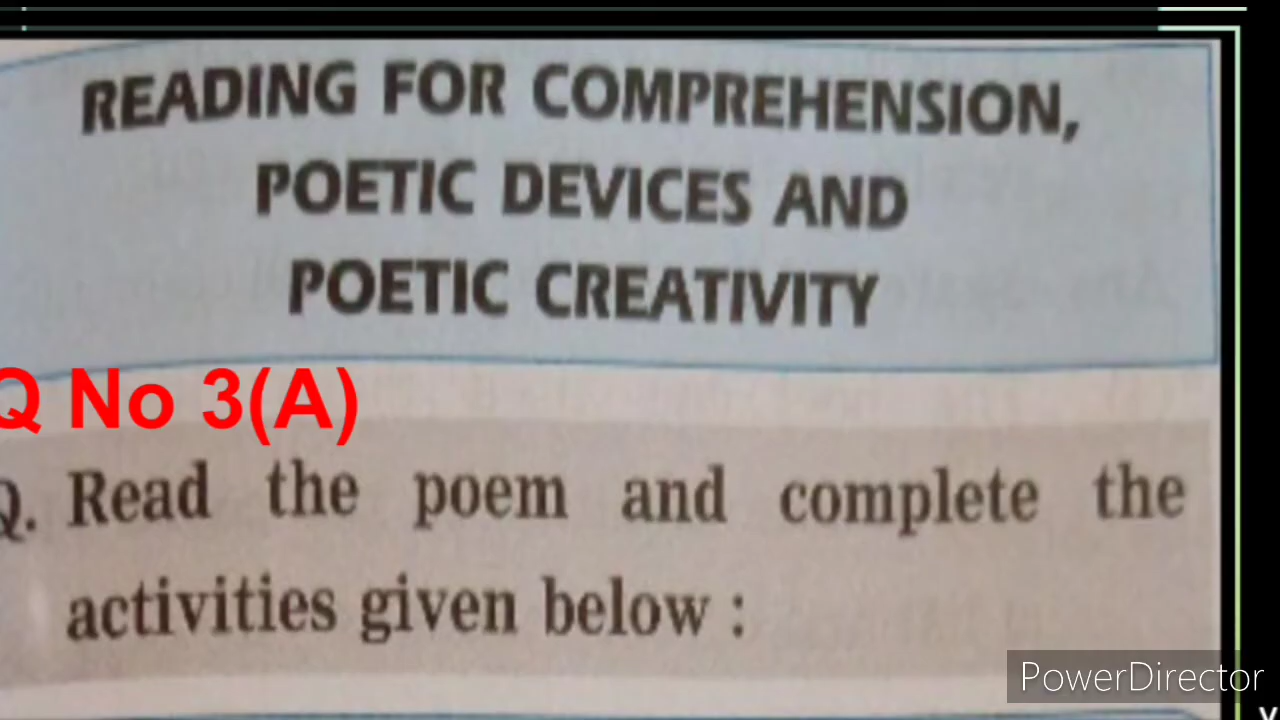 READING FOR COMPREHENSION,
POETIC DEVICES AND
POETIC CREATIVITY
Q No 3(A)
Q. Read the poem and complete the
activities given below :
PowerDirector